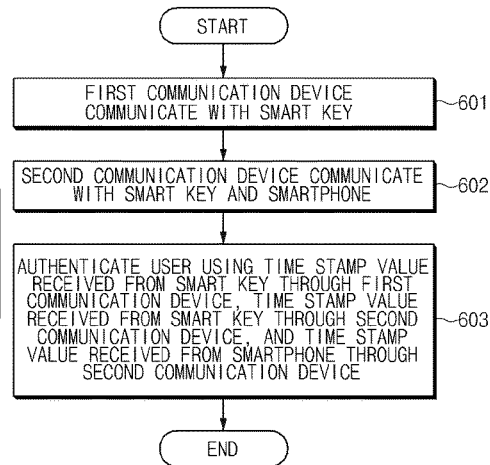 START
FIRST COMMUNICATION DEVICE
COMMUNICATE WITH SMART KEY
601
SECOND COMMUNICATION DEVICE COMMUNICATE
WITH SMART KEY AND SMARTPHONE
602
AUTHENTICATE USER USING TIME STAMP VALUE
RECEIVED FROM SMART KEY THROUGH FIRST
COMMUNICATION DEVICE, TIME STAMP VALUE
RECEIVED FROM SMART KEY THROUGH SECOND
COMMUNICATION DEVICE, AND TIME STAMP
VALUE RECEIVED FROM SMARTPHONE THROUGH
SECOND COMMUNICATION DEVICE
603
END